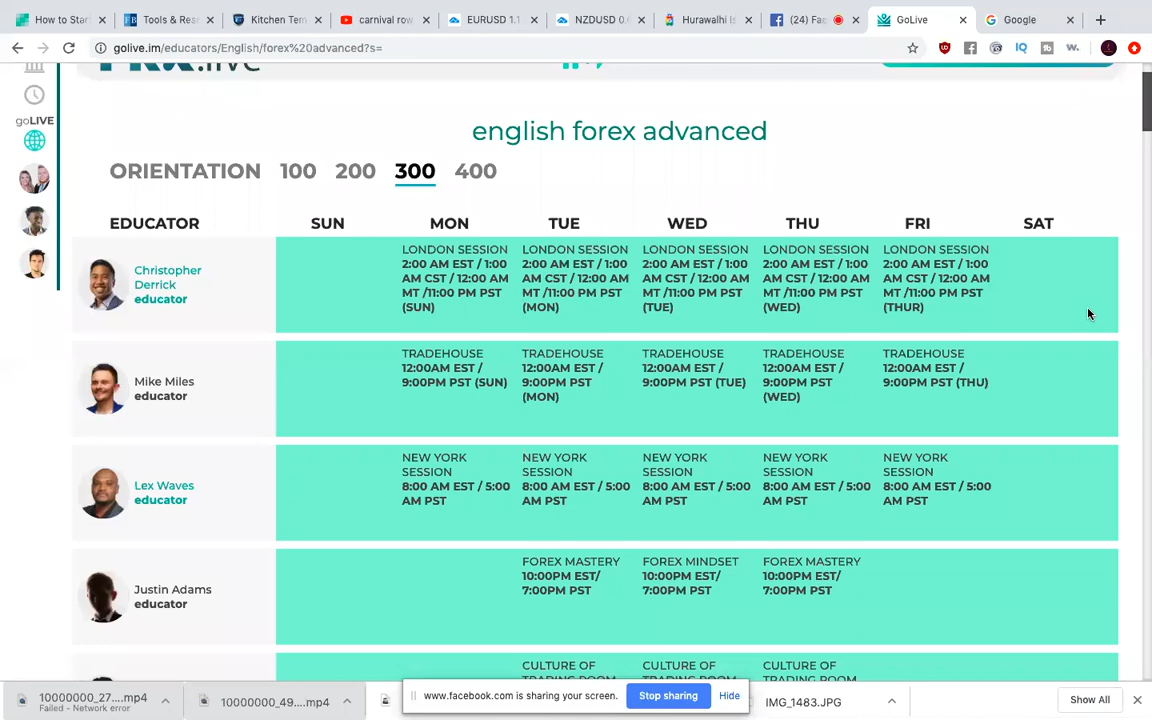 How to Star
Tools & Res
Kitchen Tem
carnival row
EURUSD 1.1
NZDUSD 0.
Hurawalhi Is
(24) Fac
GoLive
Google
golive.im/educators/English/forex%20advanced?s=
IQ
goLIVE
english forex advanced
ORIENTATION 100 200 300 400
EDUCATOR SUN MON TUE WED THU FRI SAT
Christopher
Derrick
educator
LONDON SESSION
2:00 AM EST / 1:00
AM CST / 12:00 AM
MT /11:00 PM PST
(SUN)
LONDON SESSION
2:00 AM EST / 1:00
AM CST / 12:00 AM
MT /11:00 PM PST
(MON)
LONDON SESSION
2:00 AM EST / 1:00
AM CST / 12:00 AM
MT /11:00 PM PST
(TUE)
LONDON SESSION
2:00 AM EST / 1:00
AM CST / 12:00 AM
MT /11:00 PM PST
(WED)
LONDON SESSION
2:00 AM EST / 1:00
AM CST / 12:00 AM
MT /11:00 PM PST
(THUR)
Mike Miles
educator
TRADEHOUSE
12:00AM EST /
9:00PM PST (SUN)
TRADEHOUSE
12:00AM EST /
9:00PM PST
(MON)
TRADEHOUSE
12:00AM EST /
9:00PM PST (TUE)
TRADEHOUSE
12:00AM EST /
9:00PM PST
(WED)
TRADEHOUSE
12:00AM EST /
9:00PM PST (THU)
Lex Waves
educator
NEW YORK
SESSION
8:00 AM EST / 5:00
AM PST
NEW YORK
SESSION
8:00 AM EST / 5:00
AM PST
NEW YORK
SESSION
8:00 AM EST / 5:00
AM PST
NEW YORK
SESSION
8:00 AM EST / 5:00
AM PST
NEW YORK
SESSION
8:00 AM EST / 5:00
AM PST
Justin Adams
educator
FOREX MASTERY
10:00PM EST/
7:00PM PST
FOREX MINDSET
10:00PM EST/
7:00PM PST
FOREX MASTERY
10:00PM EST/
7:00PM PST
CULTURE OF
TRADING ROOM
CULTURE OF
TRADING ROOM
CULTURE OF
TRADING ROOM
10000000_27....mp4
Failed - Network error
10000000_49....mp4
www.facebook.com is sharing your screen.
Stop sharing
Hide
IMG_1483.JPG
Show All